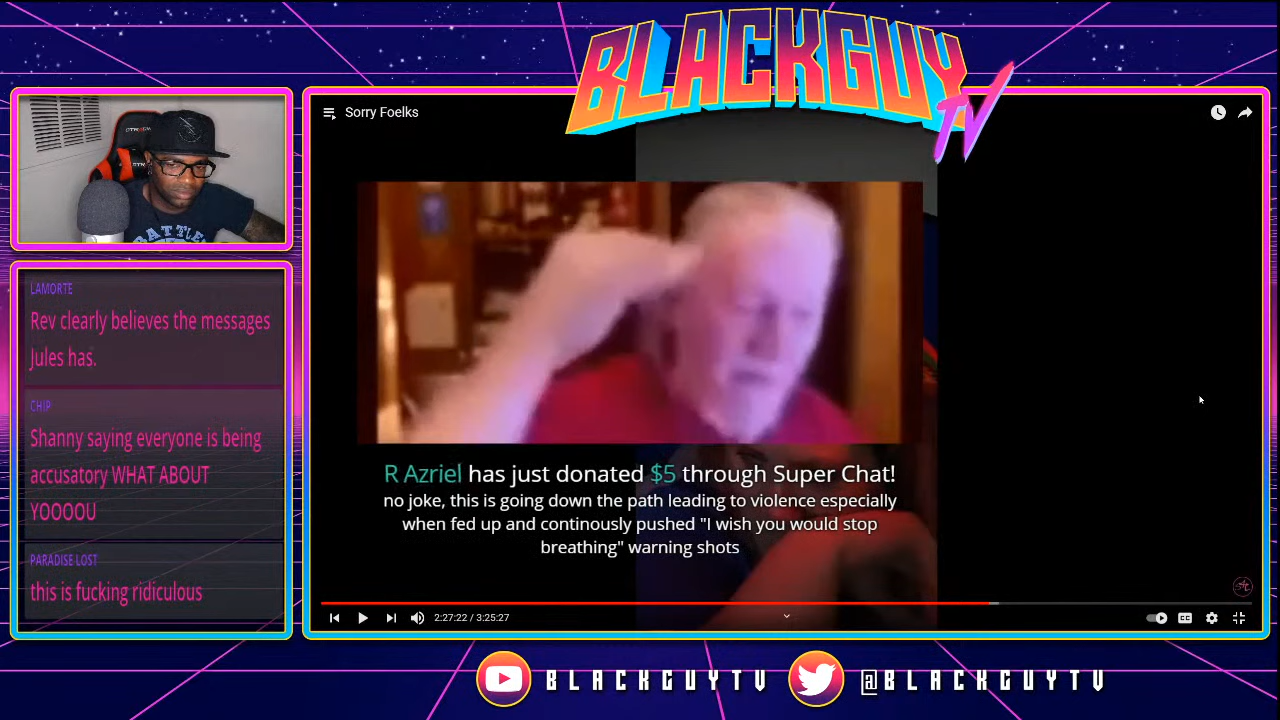 BLACKGUY
TV
Sorry Foelks
LAMORTE
Rev clearly believes the messages
Jules has.
CHIP
Shanny saying everyone is being
accusatory WHAT ABOUT
YOOOOU
PARADISE LOST
this is fucking ridiculous
R Azriel has just donated $5 through Super Chat!
no joke, this is going down the path leading to violence especially
when fed up and continously pushed "I wish you would stop
breathing" warning shots
2:27:22 / 3:25:27
BLACKGUYTV
@BLACKGUYTV